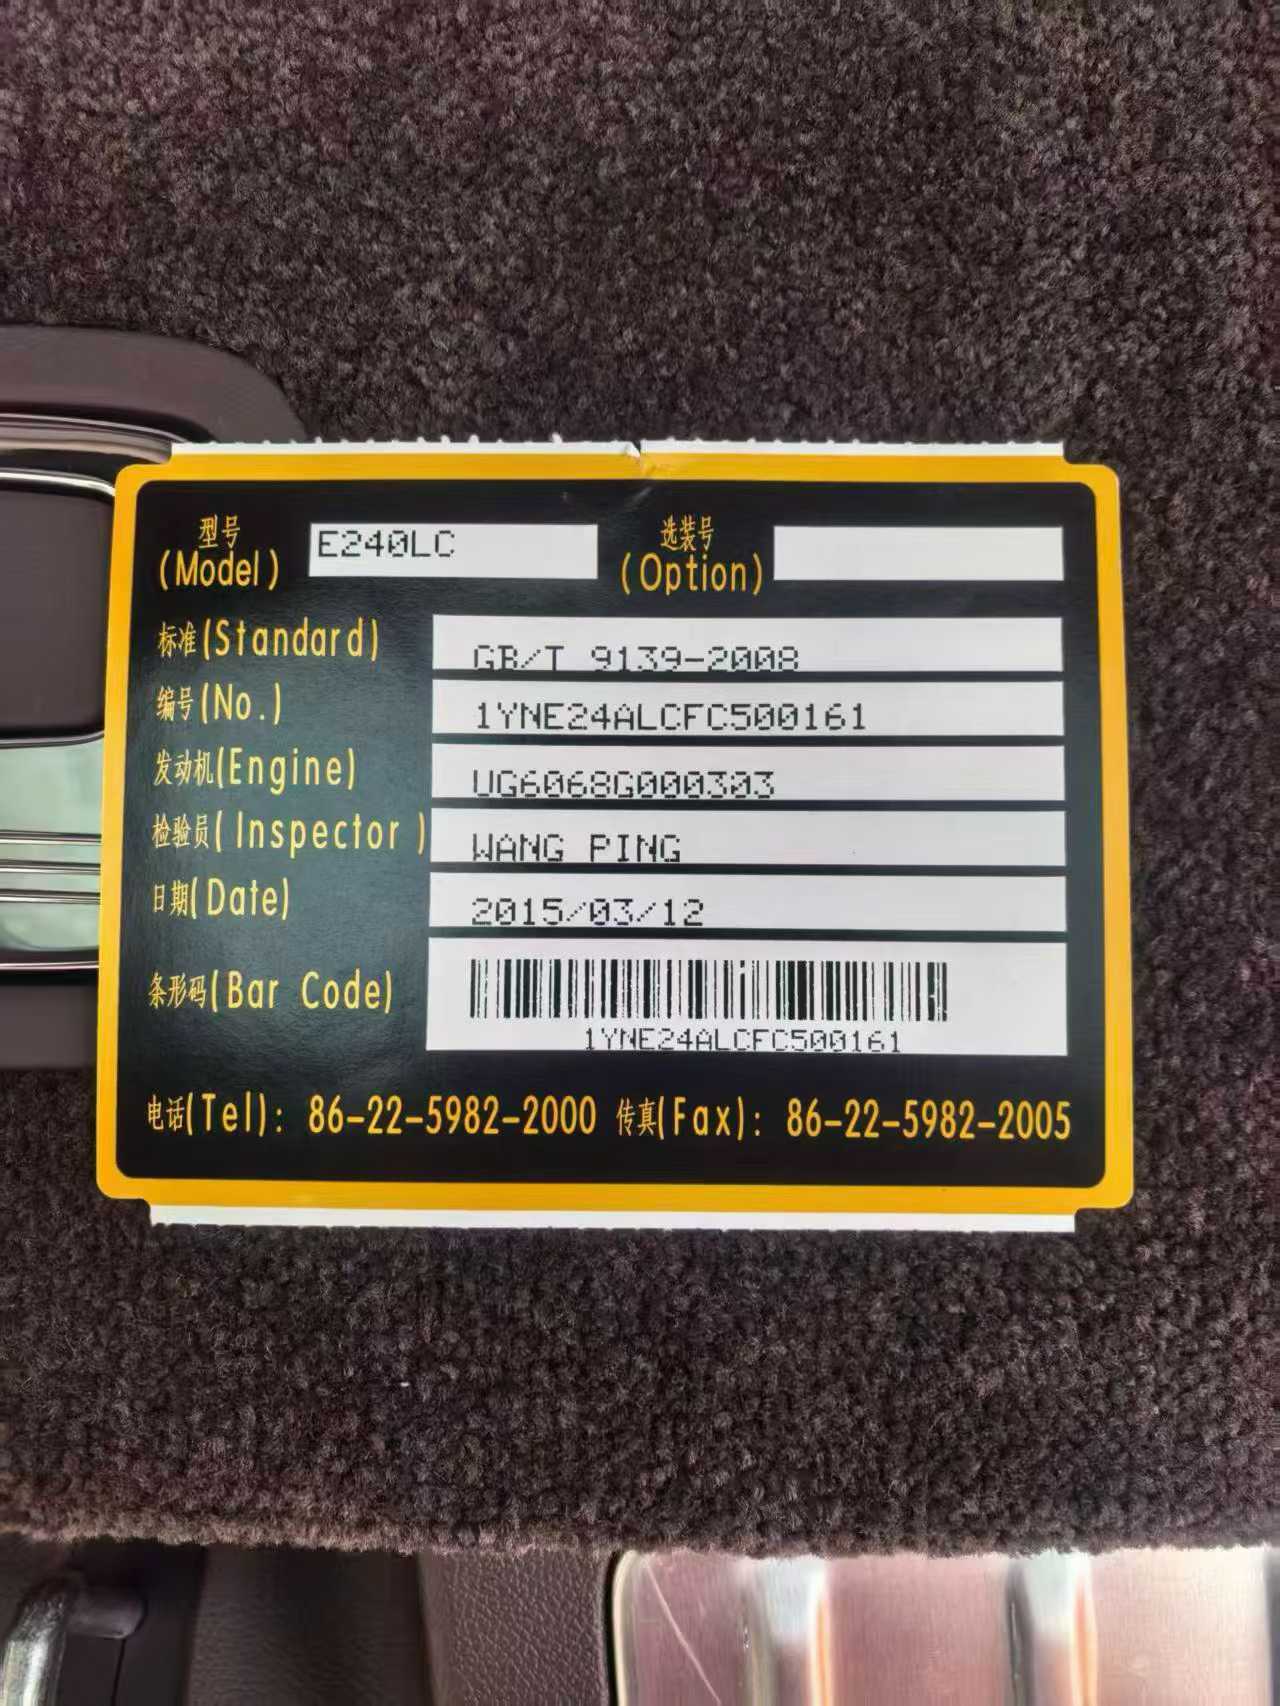 型号 选装号
(Model) E240LC (Option)
标准(Standard) GB/T 9139-2008
编号(No.) 1YNE24ALCFC500161
发动机(Engine) UG6068G000303
检验员( Inspector ) WANG PING
日期(Date) 2015/03/12
条形码(Bar Code)
1YNE24ALCFC500161
电话(Tel): 86-22-5982-2000 传真(Fax): 86-22-5982-2005